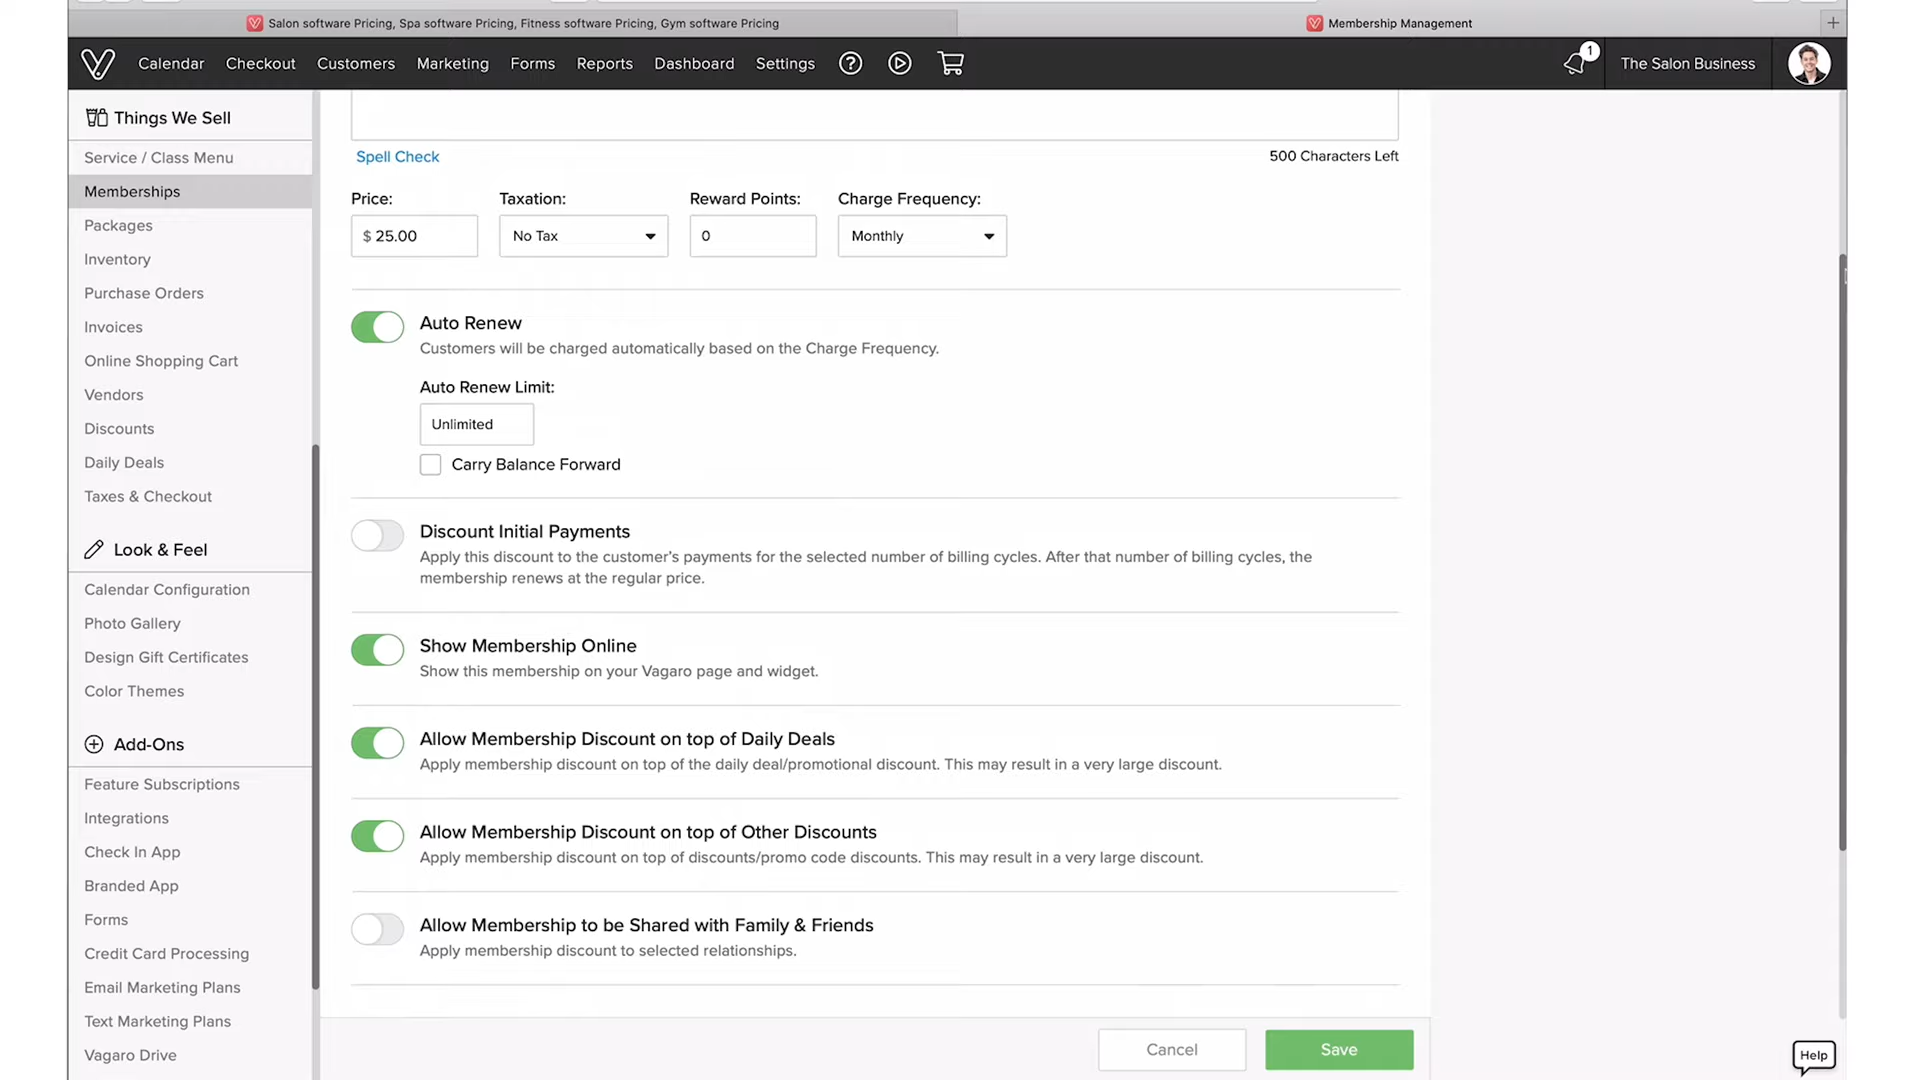 Salon software Pricing, Spa software Pricing, Fitness software Pricing, Gym software Pricing
Membership Management
Calendar
Checkout
Customers
Marketing
Forms
Reports
Dashboard
Settings
?
1
The Salon Business
Things We Sell
Service / Class Menu
Memberships
Packages
Inventory
Purchase Orders
Invoices
Online Shopping Cart
Vendors
Discounts
Daily Deals
Taxes & Checkout
Look & Feel
Calendar Configuration
Photo Gallery
Design Gift Certificates
Color Themes
Add-Ons
Feature Subscriptions
Integrations
Check In App
Branded App
Forms
Credit Card Processing
Email Marketing Plans
Text Marketing Plans
Vagaro Drive
Spell Check
500 Characters Left
Price:
Taxation:
Reward Points:
Charge Frequency:
$ 25.00
No Tax
0
Monthly
Auto Renew
Customers will be charged automatically based on the Charge Frequency.
Auto Renew Limit:
Unlimited
Carry Balance Forward
Discount Initial Payments
Apply this discount to the customer's payments for the selected number of billing cycles. After that number of billing cycles, the
membership renews at the regular price.
Show Membership Online
Show this membership on your Vagaro page and widget.
Allow Membership Discount on top of Daily Deals
Apply membership discount on top of the daily deal/promotional discount. This may result in a very large discount.
Allow Membership Discount on top of Other Discounts
Apply membership discount on top of discounts/promo code discounts. This may result in a very large discount.
Allow Membership to be Shared with Family & Friends
Apply membership discount to selected relationships.
Cancel
Save
Help